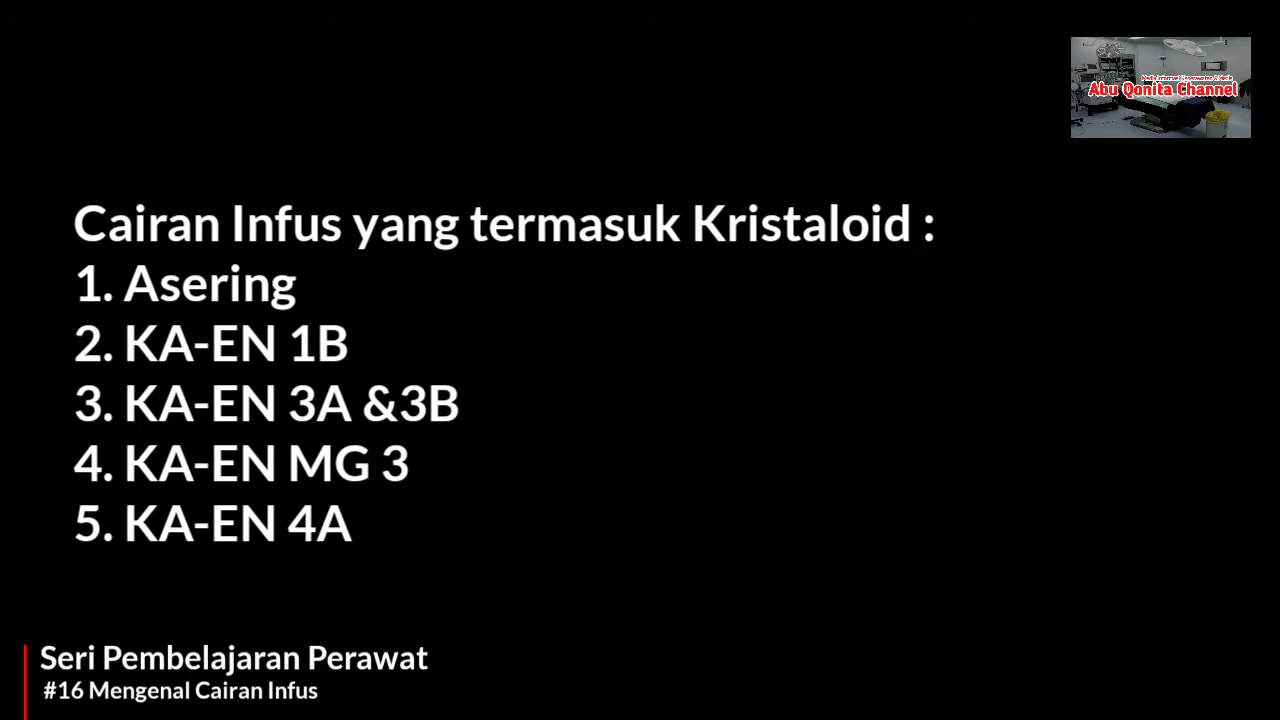 Abu Qonita Channel
Cairan Infus yang termasuk Kristaloid :
1. Asering
2. KA-EN 1B
3. KA-EN 3A &3B
4. KA-EN MG 3
5. KA-EN 4A
Seri Pembelajaran Perawat
#16 Mengenal Cairan Infus